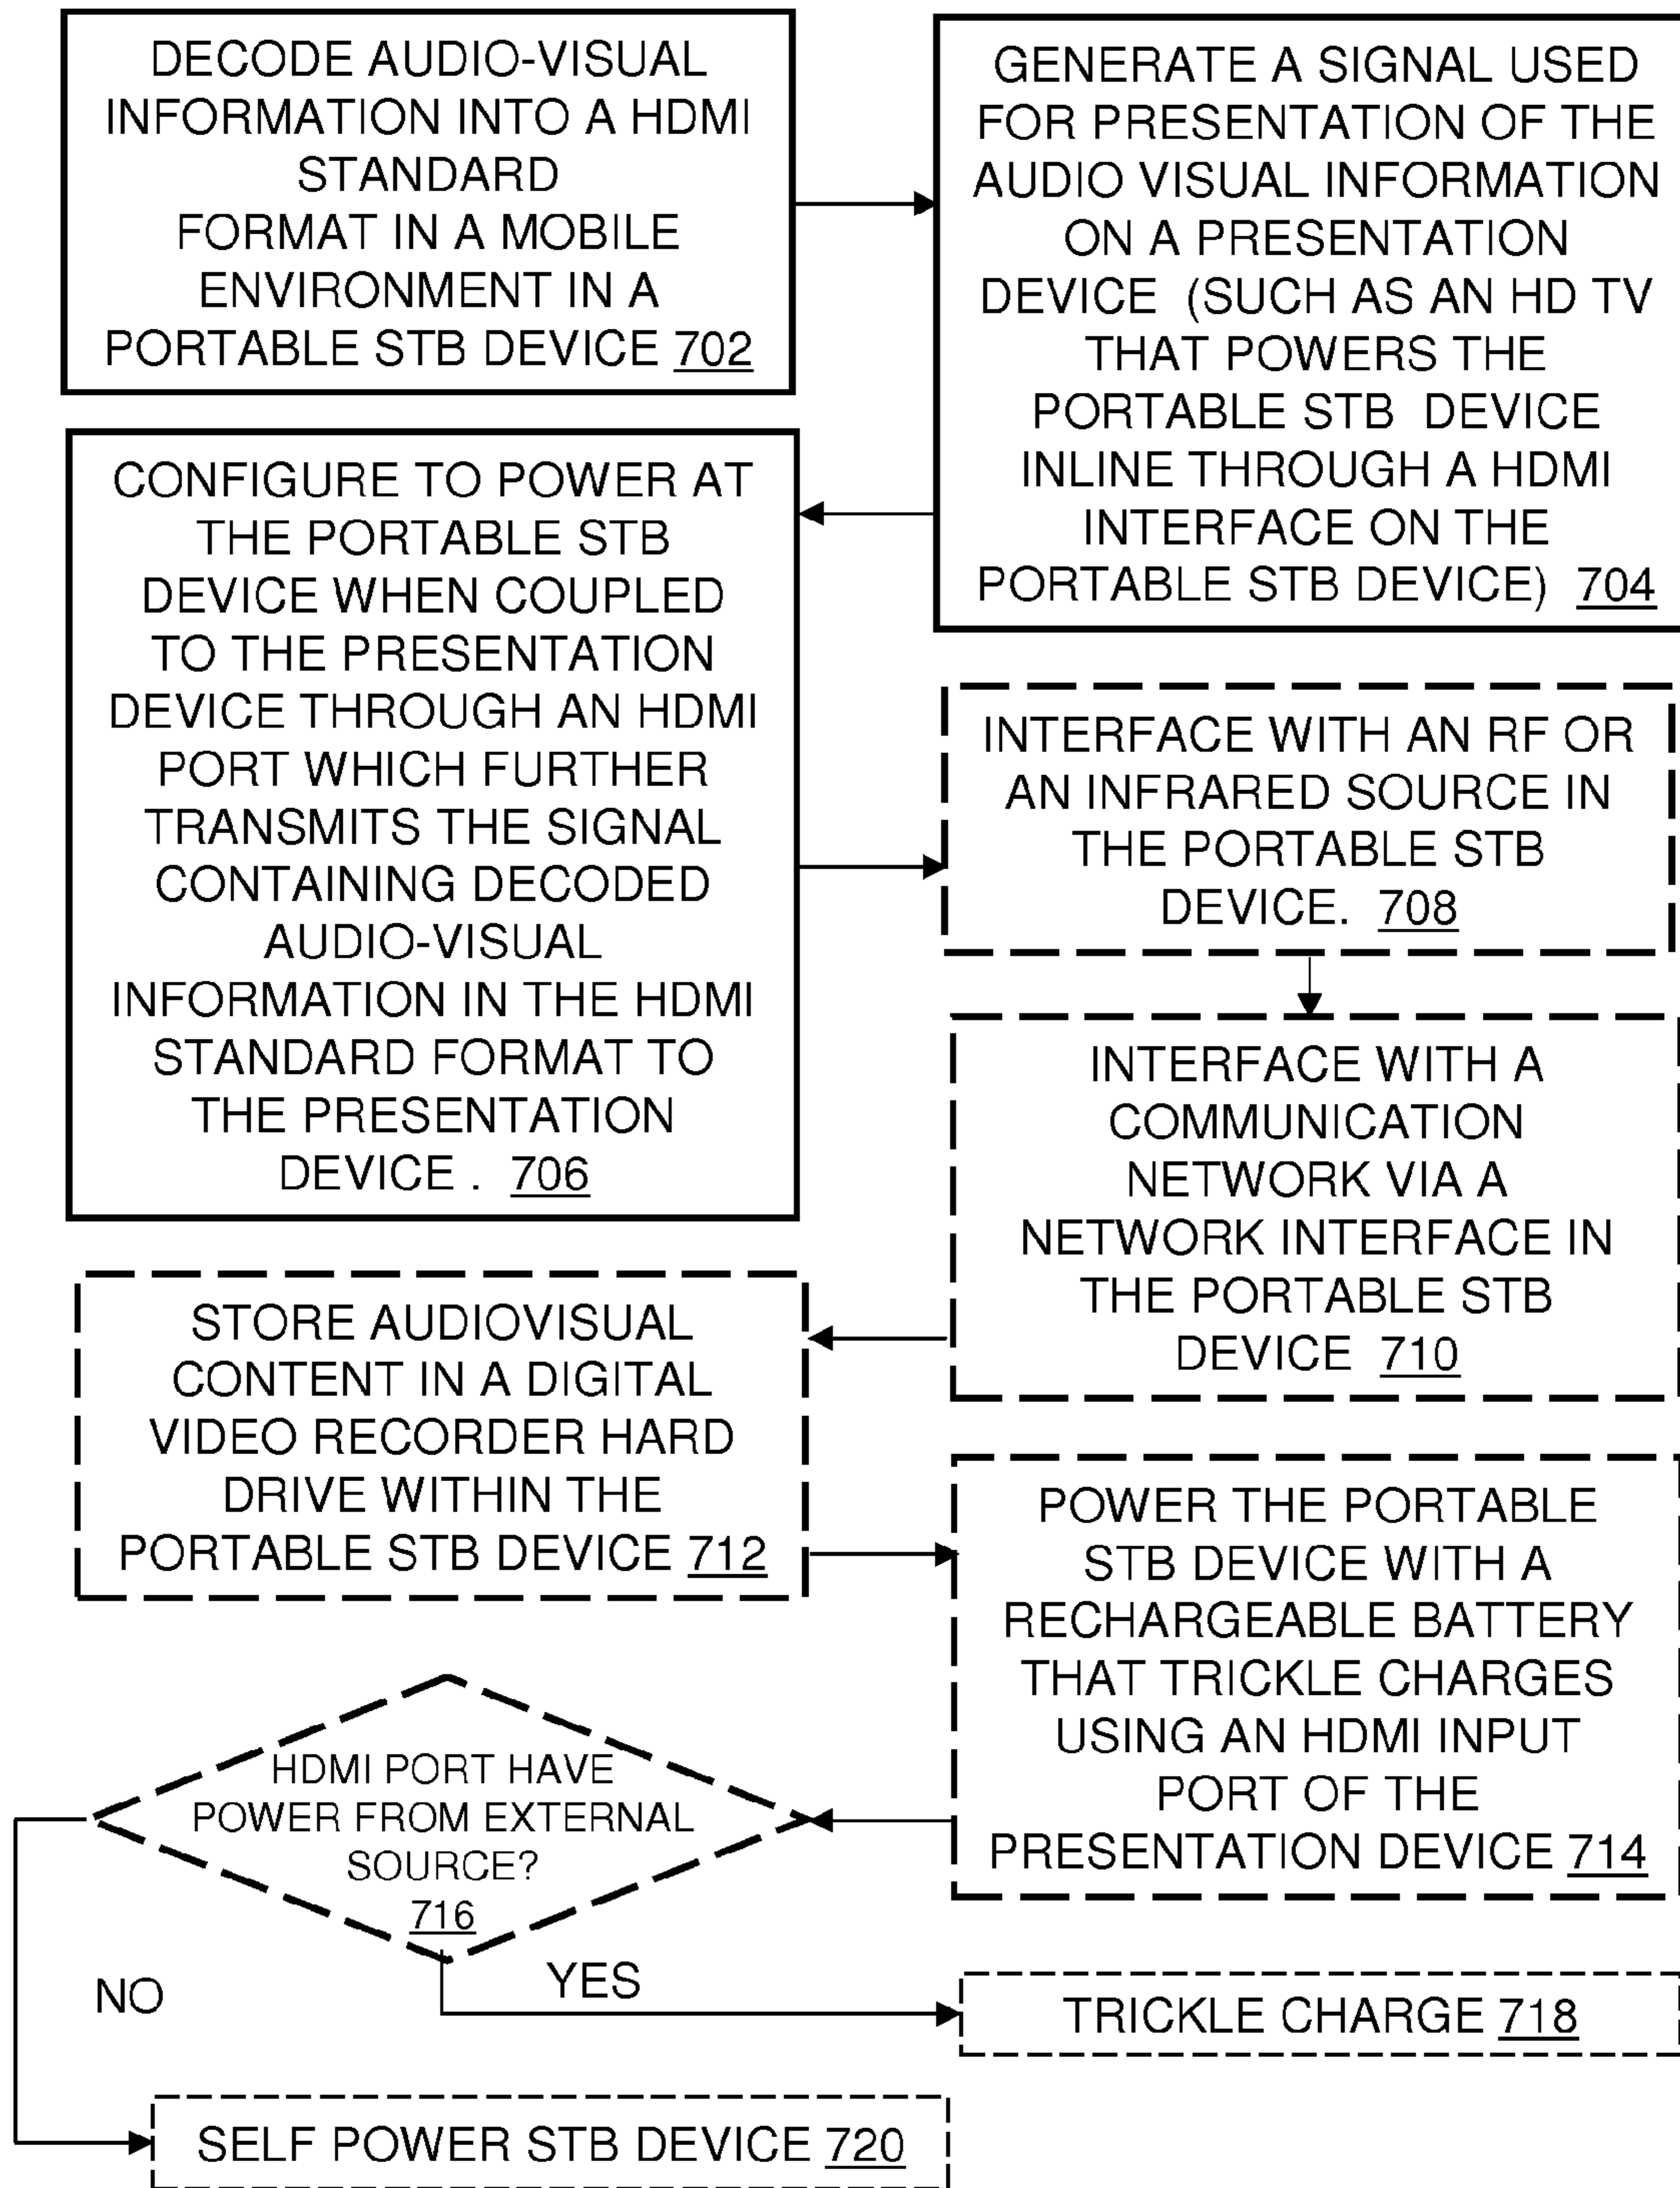 DECODE AUDIO-VISUAL
INFORMATION INTO A HDMI
STANDARD
FORMAT IN A MOBILE
ENVIRONMENT IN A
PORTABLE STB DEVICE 702
GENERATE A SIGNAL USED
FOR PRESENTATION OF THE
AUDIO VISUAL INFORMATION
ON A PRESENTATION
DEVICE (SUCH AS AN HD TV
THAT POWERS THE
PORTABLE STB DEVICE
INLINE THROUGH A HDMI
INTERFACE ON THE
PORTABLE STB DEVICE) 704
CONFIGURE TO POWER AT
THE PORTABLE STB
DEVICE WHEN COUPLED
TO THE PRESENTATION
DEVICE THROUGH AN HDMI
PORT WHICH FURTHER
TRANSMITS THE SIGNAL
CONTAINING DECODED
AUDIO-VISUAL
INFORMATION IN THE HDMI
STANDARD FORMAT TO
THE PRESENTATION
DEVICE . 706
INTERFACE WITH AN RF OR
AN INFRARED SOURCE IN
THE PORTABLE STB
DEVICE. 708
INTERFACE WITH A
COMMUNICATION
NETWORK VIA A
NETWORK INTERFACE IN
THE PORTABLE STB
DEVICE 710
STORE AUDIOVISUAL
CONTENT IN A DIGITAL
VIDEO RECORDER HARD
DRIVE WITHIN THE
PORTABLE STB DEVICE 712
POWER THE PORTABLE
STB DEVICE WITH A
RECHARGEABLE BATTERY
THAT TRICKLE CHARGES
USING AN HDMI INPUT
PORT OF THE
PRESENTATION DEVICE 714
HDMI PORT HAVE
POWER FROM EXTERNAL
SOURCE?
716
NO
YES
TRICKLE CHARGE 718
SELF POWER STB DEVICE 720